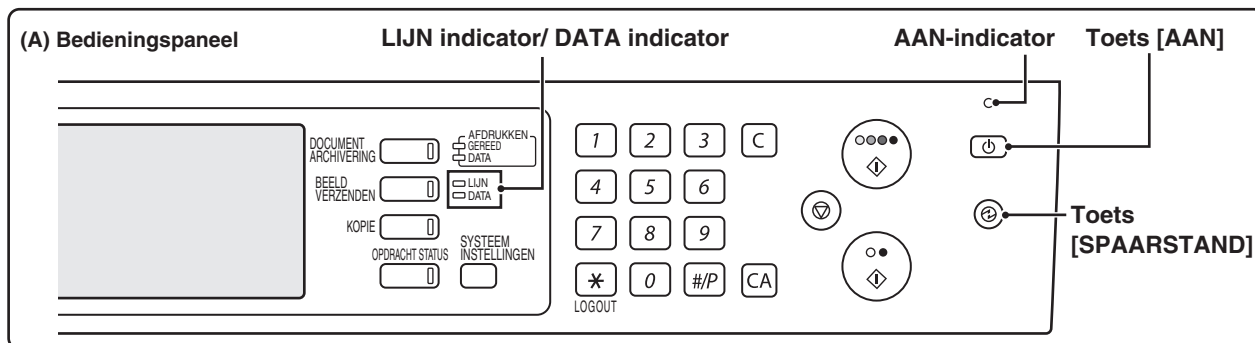 (A) Bedieningspaneel
LIJN indicator/ DATA indicator
AAN-indicator
Toets [AAN]
DOCUMENT
ARCHIVERING
AFDRUKKEN
GEREED
DATA
BEELD
VERZENDEN
LIJN
DATA
KOPIE
OPDRACHT STATUS
SYSTEEM
INSTELLINGEN
1 2 3 C
4 5 6
7 8 9
* 0 #/P CA
LOGOUT
Toets
[SPAARSTAND]